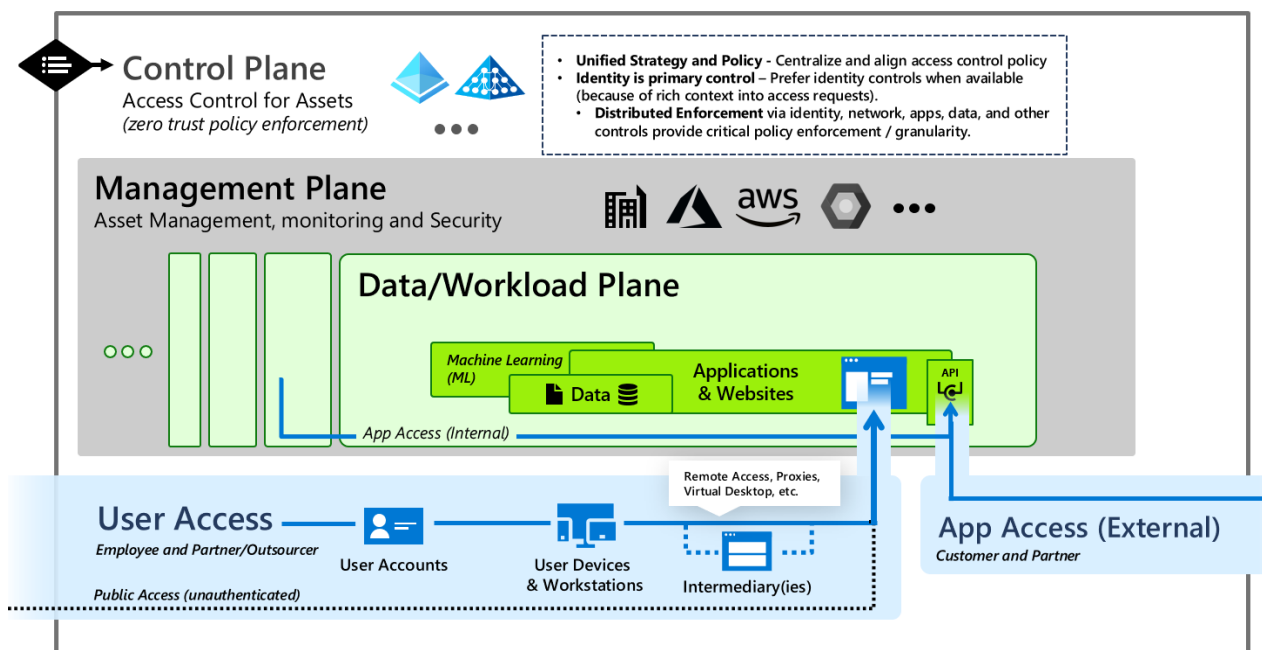 Control Plane
Access Control for Assets
(zero trust policy enforcement)
• Unified Strategy and Policy - Centralize and align access control policy
• Identity is primary control – Prefer identity controls when available
(because of rich context into access requests).
• Distributed Enforcement via identity, network, apps, data, and other
controls provide critical policy enforcement / granularity.
Management Plane
Asset Management, monitoring and Security
aws
Data/Workload Plane
Machine Learning
(ML)
Data
Applications
& Websites
API
App Access (Internal)
Remote Access, Proxies,
Virtual Desktop, etc.
User Access
Employee and Partner/Outsourcer
User Accounts
User Devices
& Workstations
Intermediary(ies)
Public Access (unauthenticated)
App Access (External)
Customer and Partner